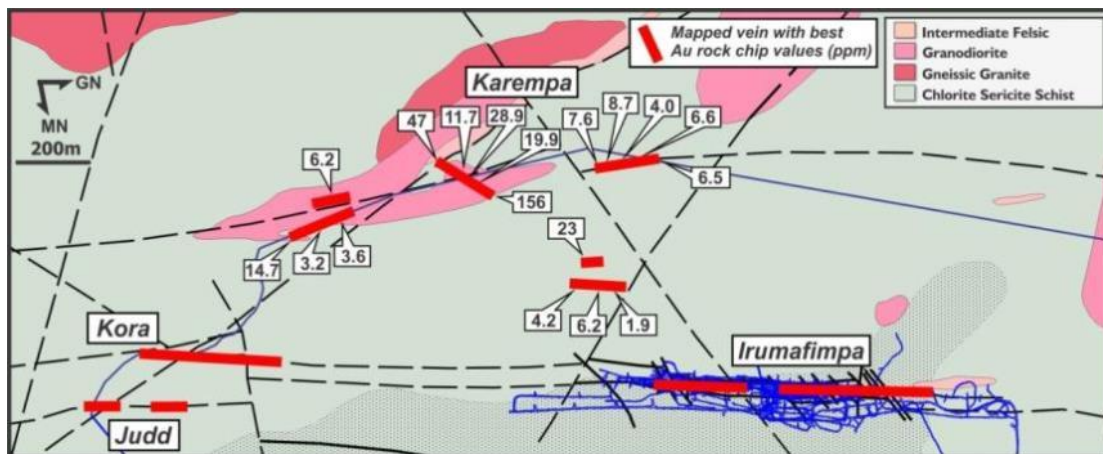 Mapped vein with best
Au rock chip values (ppm)
Intermediate Felsic
Granodiorite
Gneissic Granite
Chlorite Sericite Schist
GN
MN
200m
Karempa
47
11.7
28.9
19.9
156
7.6
8.7
4.0
6.6
6.5
6.2
14.7
3.2
3.6
23
4.2
6.2
1.9
Kora
Irumafimpa
Judd